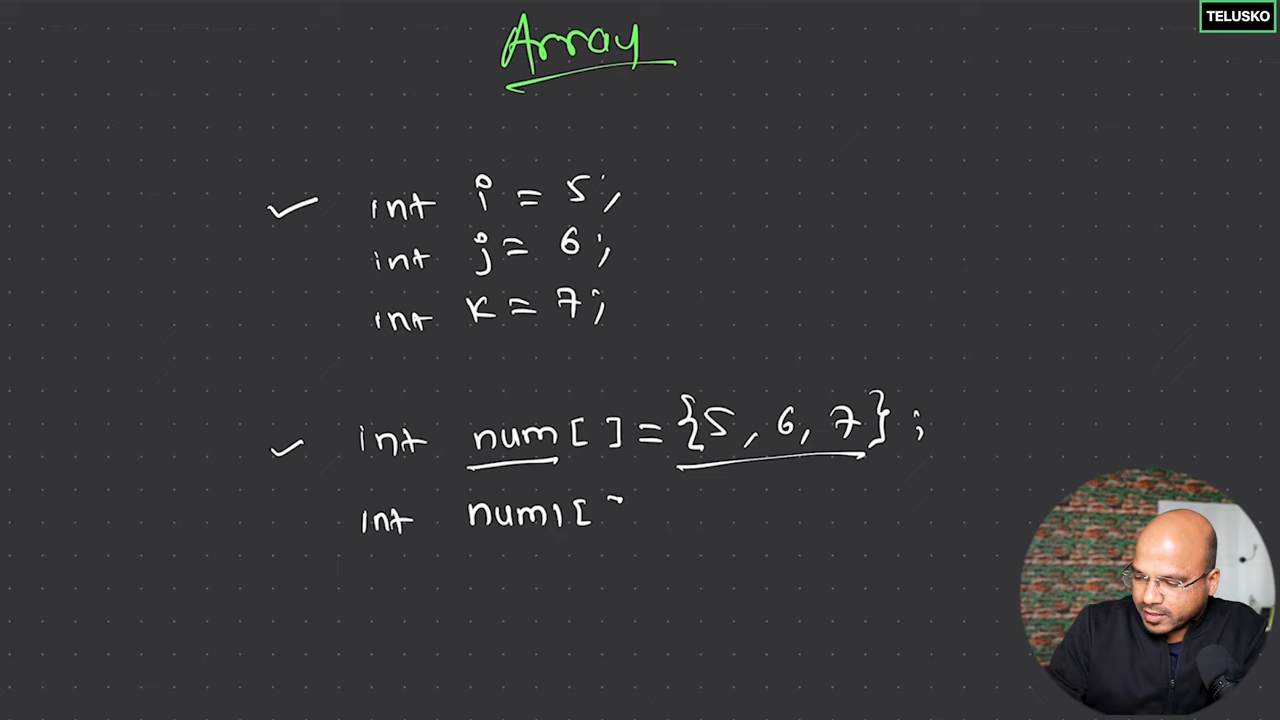 TELUSKO
Array
int i = 5;
int j = 6;
int k = 7;
int num[ ] = {5, 6, 7};
int num1[